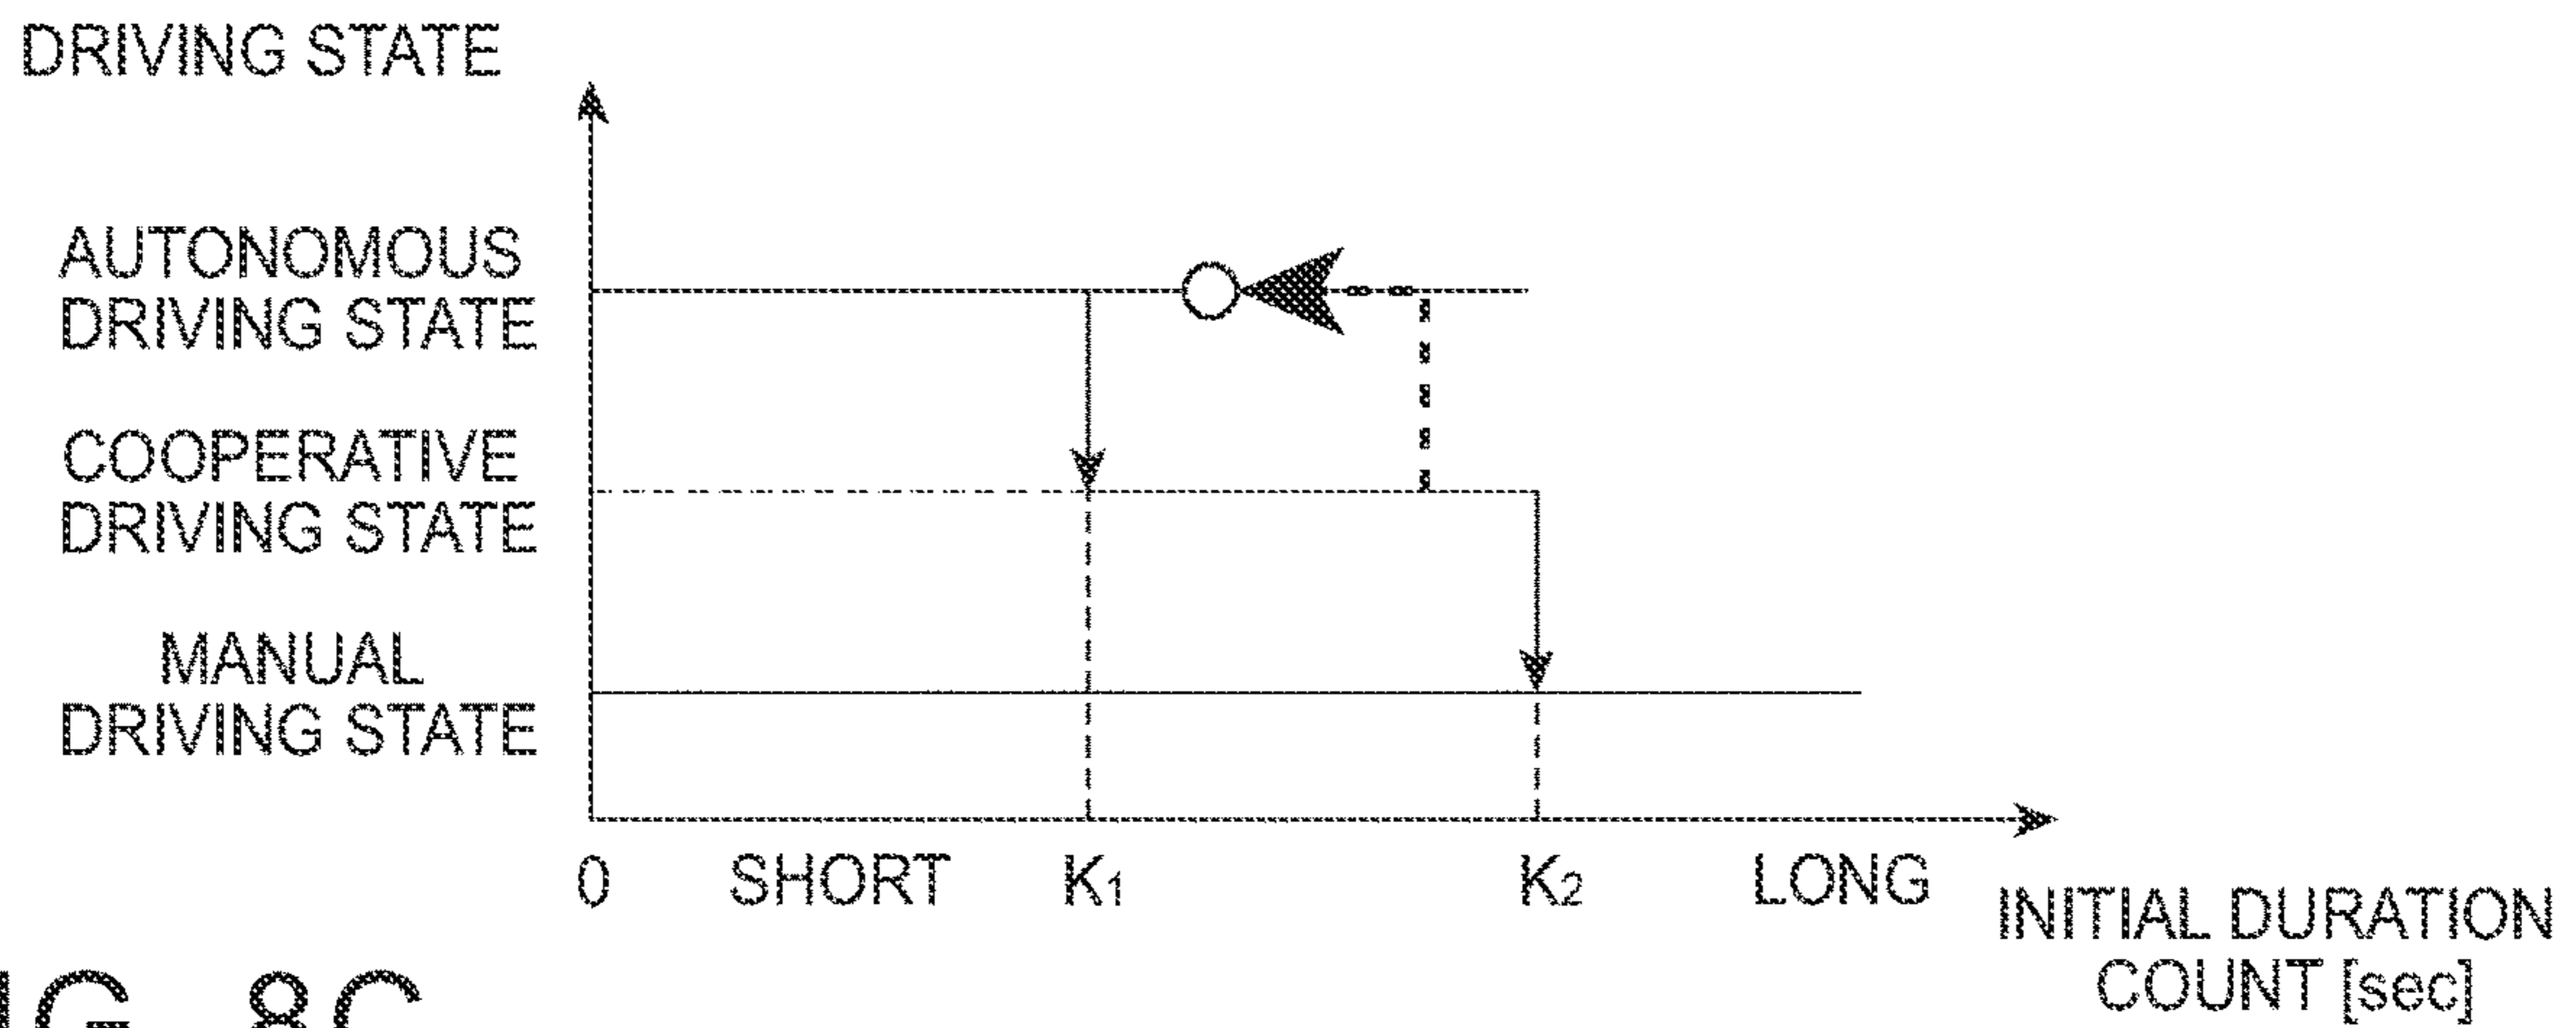 DRIVING STATE
AUTONOMOUS
DRIVING STATE
COOPERATIVE
DRIVING STATE
MANUAL
DRIVING STATE
0 SHORT K1 K2 LONG
INITIAL DURATION
COUNT [sec]
8C